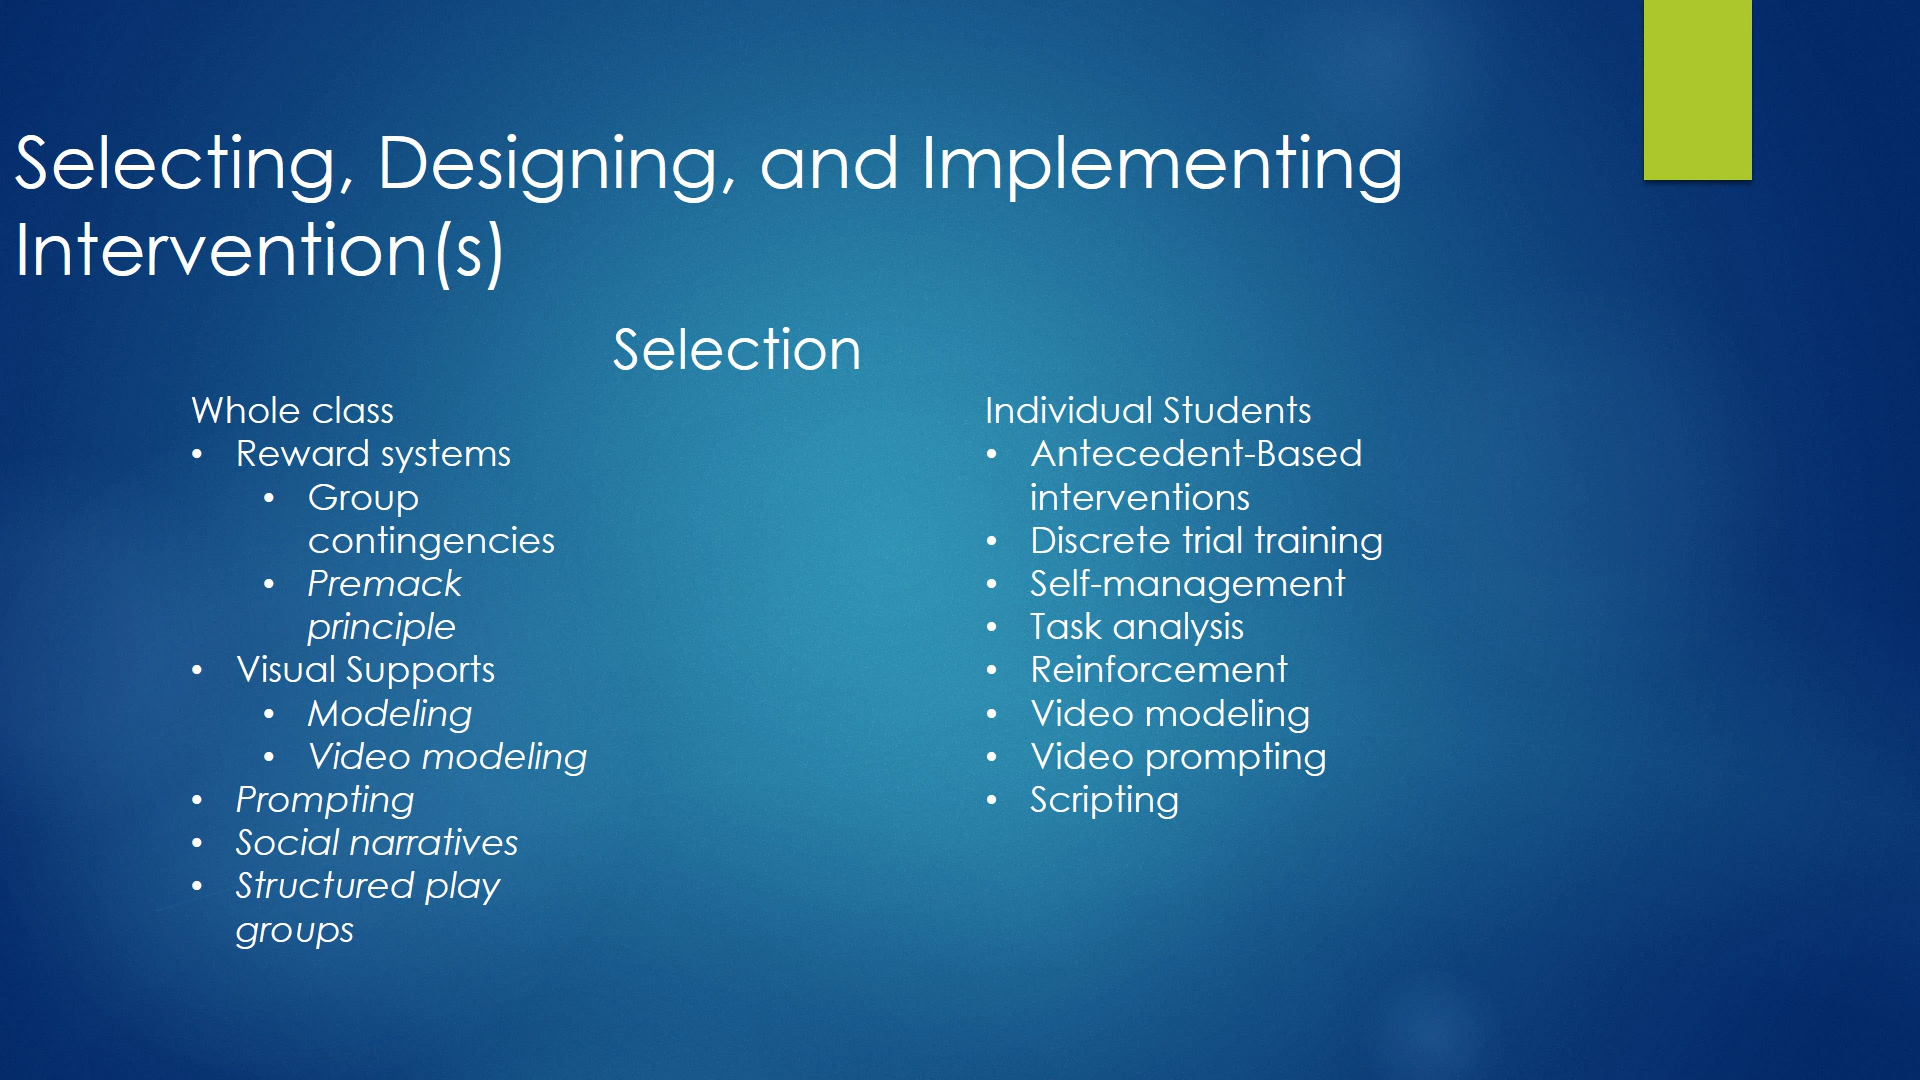 Selecting, Designing, and Implementing
Intervention(s)
Selection
Whole class
• Reward systems
• Group
contingencies
• Premack
principle
• Visual Supports
• Modeling
• Video modeling
• Prompting
• Social narratives
• Structured play
groups
Individual Students
• Antecedent-Based
interventions
• Discrete trial training
• Self-management
• Task analysis
• Reinforcement
• Video modeling
• Video prompting
• Scripting